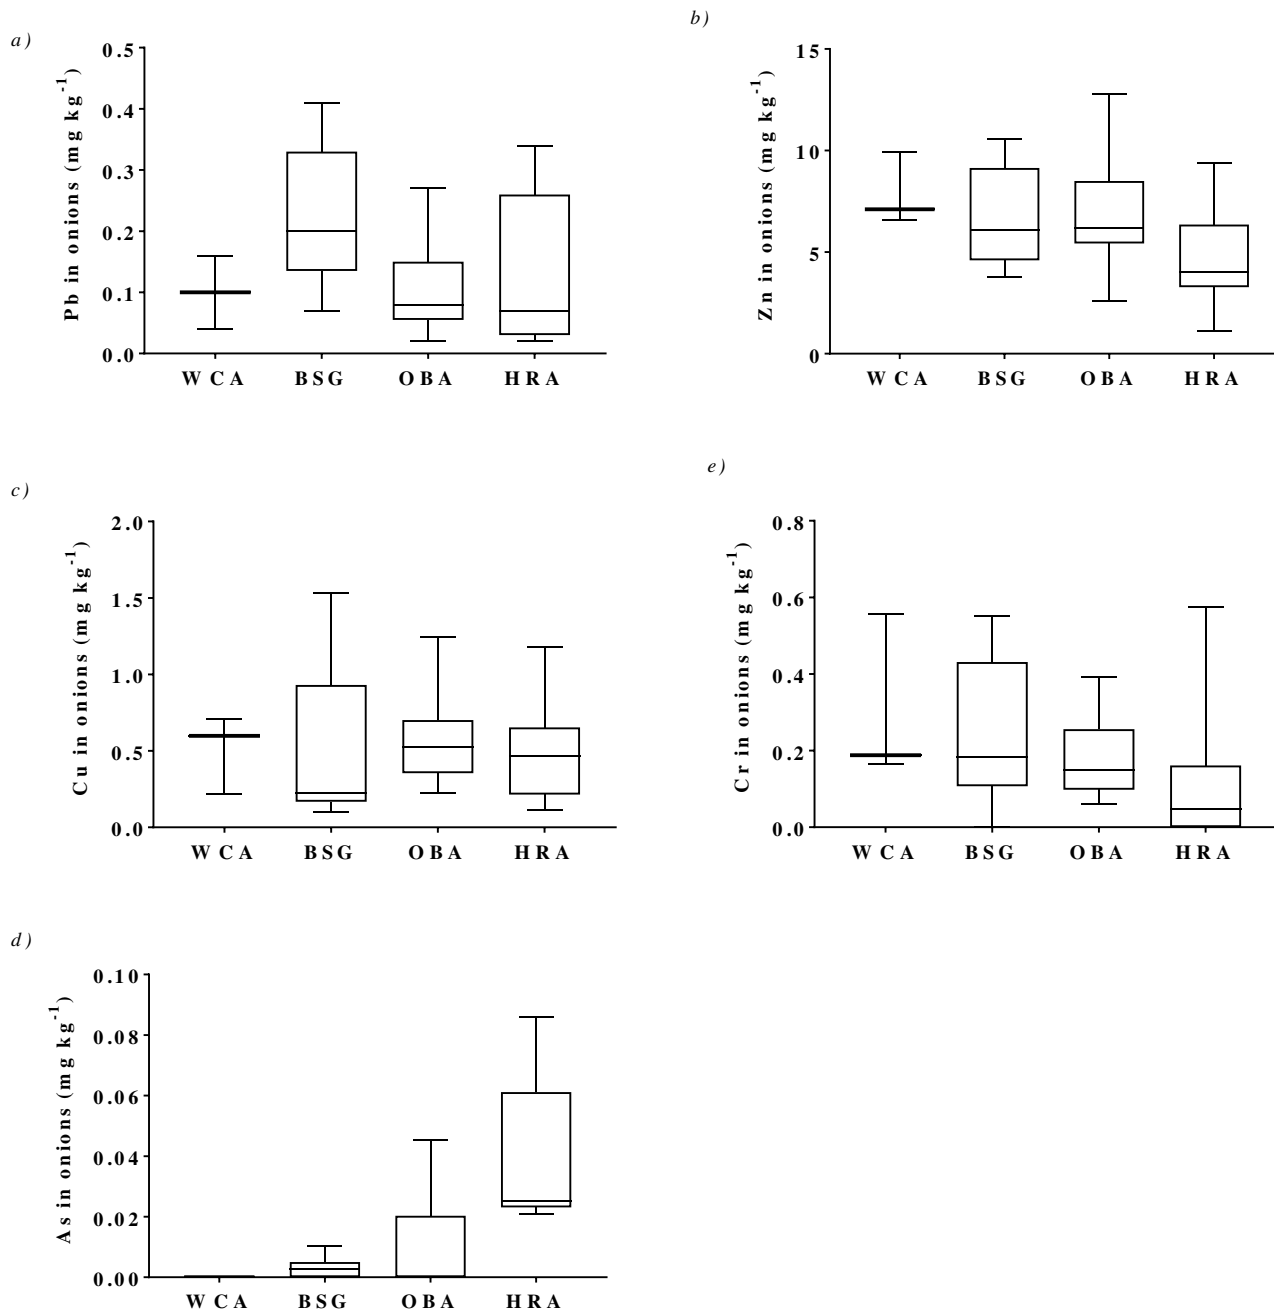 a)
Pb in onions (mg kg-1)
0.5
0.4
0.3
0.2
0.1
0.0
WCA BSG OBA HRA
b)
Zn in onions (mg kg-1)
15
10
5
0
WCA BSG OBA HRA
c)
Cu in onions (mg kg-1)
2.0
1.5
1.0
0.5
0.0
WCA BSG OBA HRA
e)
Cr in onions (mg kg-1)
0.8
0.6
0.4
0.2
0.0
WCA BSG OBA HRA
d)
As in onions (mg kg-1)
0.10
0.08
0.06
0.04
0.02
0.00
WCA BSG OBA HRA